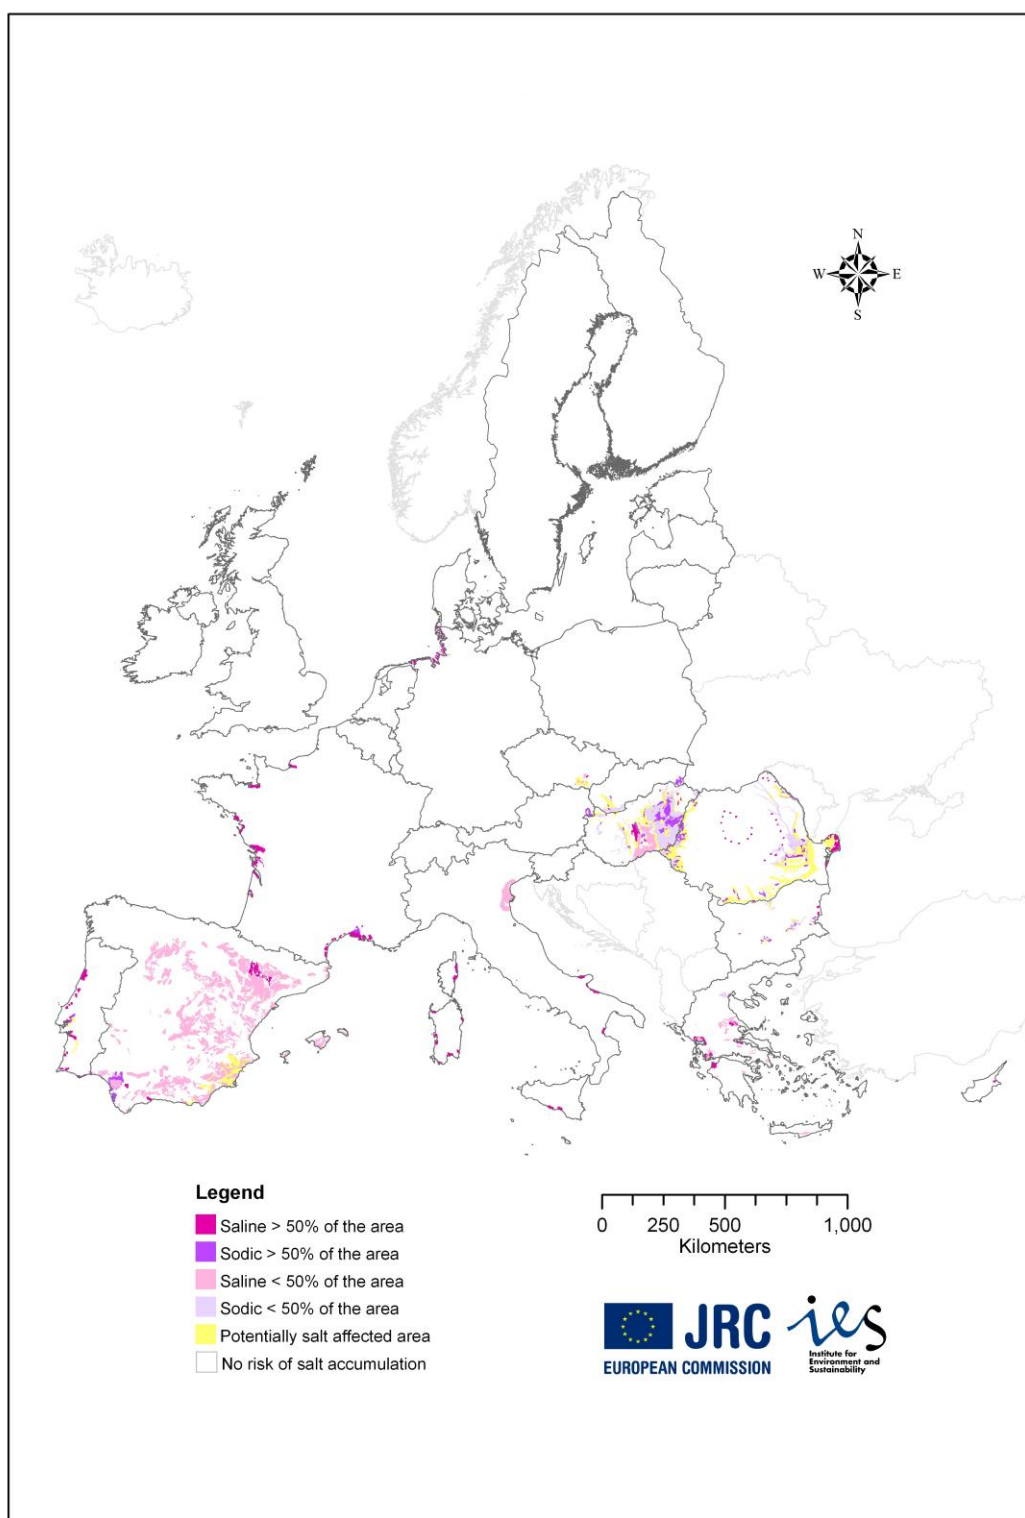 N
W E
S
Legend
Saline > 50% of the area
Sodic > 50% of the area
Saline < 50% of the area
Sodic < 50% of the area
Potentially salt affected area
No risk of salt accumulation
0 250 500 1,000
Kilometers
JRC
EUROPEAN COMMISSION
ies
Institute for
Environment and
Sustainability